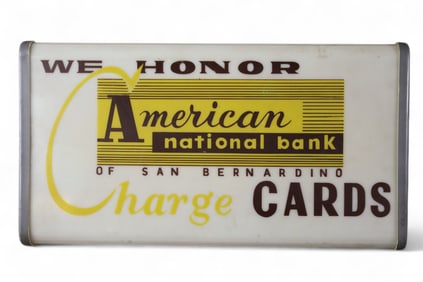 WE HONOR
American
national bank
OF SAN BERNARDINO
Charge CARDS